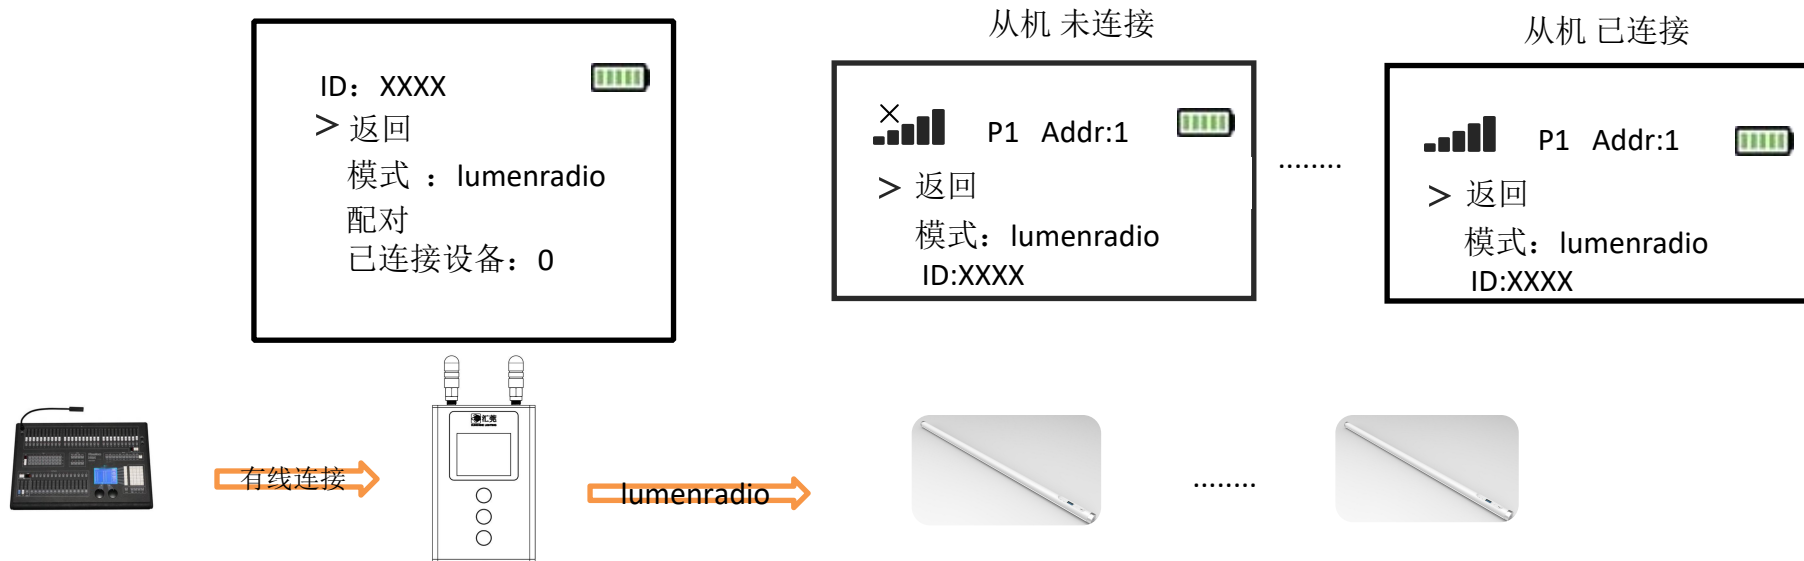 从机 未连接
从机 已连接
ID：XXXX
> 返回
模式 ：lumenradio
配对
已连接设备：0
P1 Addr:1
> 返回
模式：lumenradio
ID:XXXX
........
P1 Addr:1
> 返回
模式：lumenradio
ID:XXXX
汇莞
有线连接
lumenradio
........